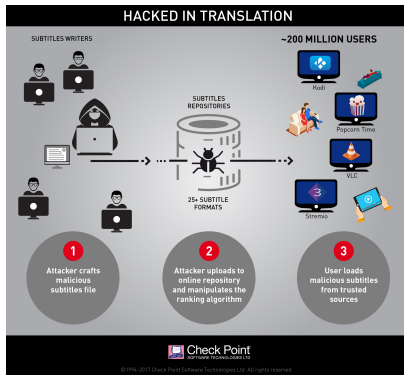 HACKED IN TRANSLATION
SUBTITLES WRITERS
~200 MILLION USERS
Kodi
SUBTITLES
REPOSITORIES
Popcorn Time
VLC
25+ SUBTITLE
FORMATS
Stremio
1
Attacker crafts
malicious
subtitles file
2
Attacker uploads to
online repository
and manipulates the
ranking algorithm
3
User loads
malicious subtitles
from trusted
sources
Check Point
SOFTWARE TECHNOLOGIES LTD
©1994-2017 Check Point Software Technologies Ltd. All rights reserved